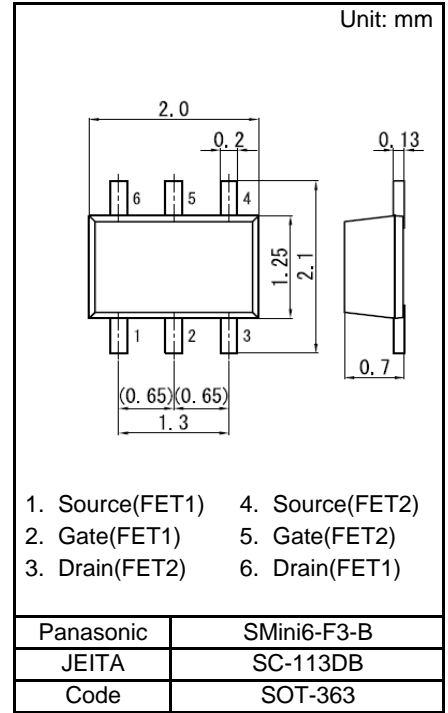 Unit: mm
2.0
0.2
0.13
6 5 4
1.25
2.1
1 2 3
0.7
(0.65)(0.65)
1.3
1. Source(FET1) 4. Source(FET2)
2. Gate(FET1) 5. Gate(FET2)
3. Drain(FET2) 6. Drain(FET1)
Panasonic SMini6-F3-B
JEITA SC-113DB
Code SOT-363